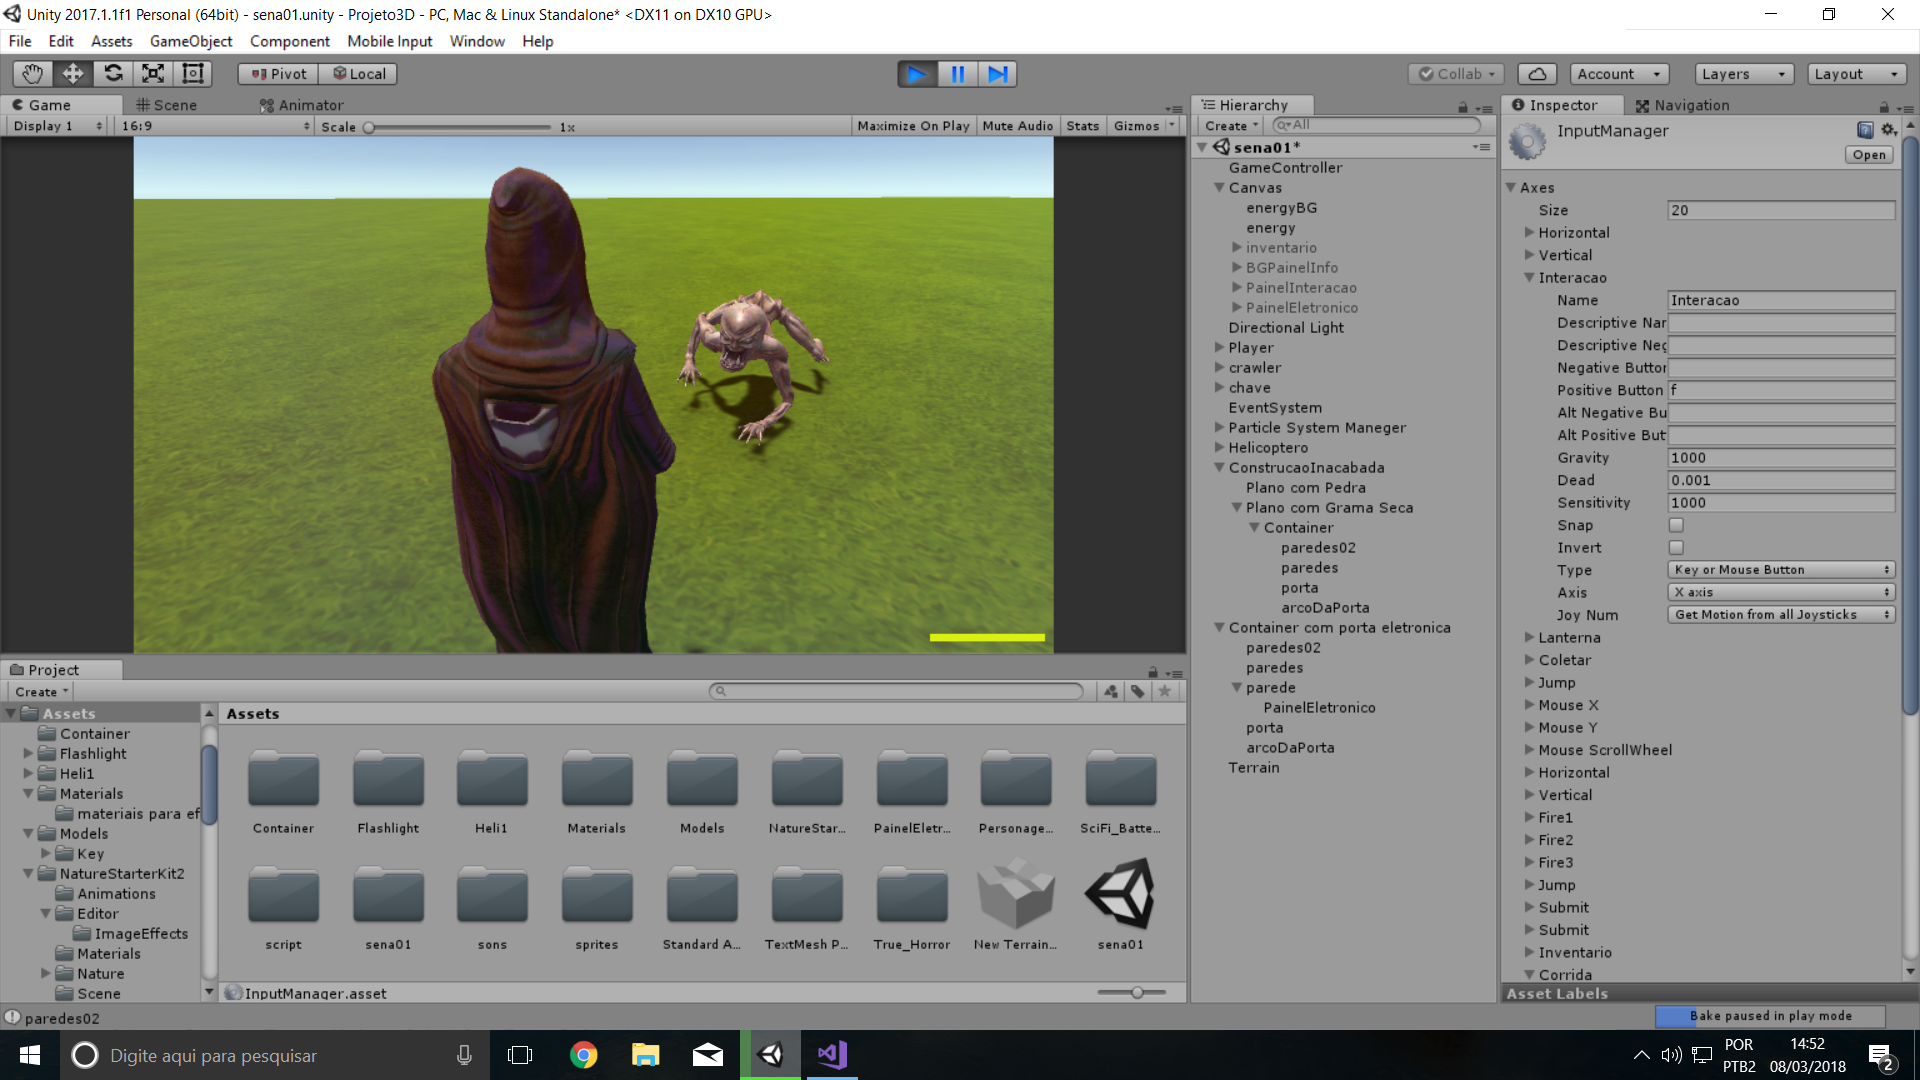 Unity 2017.1.1f1 Personal (64bit) - sena01.unity - Projeto3D - PC, Mac & Linux Standalone* <DX11 on DX10 GPU>
File Edit Assets GameObject Component Mobile Input Window Help
Pivot Local Collab Account Layers Layout
Game Scene Animator
Display 1 16:9 Scale 1x Maximize On Play Mute Audio Stats Gizmos
Hierarchy
Create All
sena01*
GameController
Canvas
energyBG
energy
inventario
BGPainelInfo
PainelInteracao
PainelEletronico
Directional Light
Player
crawler
chave
EventSystem
Particle System Maneger
Helicoptero
ConstrucaoInacabada
Plano com Pedra
Plano com Grama Seca
Container
paredes02
paredes
porta
arcoDaPorta
Container com porta eletronica
paredes02
paredes
parede
PainelEletronico
porta
arcoDaPorta
Terrain
Inspector Navigation
InputManager
Open
Axes
Size 20
Horizontal
Vertical
Interacao
Name Interacao
Descriptive Nar
Descriptive Neg
Negative Buttor
Positive Button f
Alt Negative Bu
Alt Positive But
Gravity 1000
Dead 0.001
Sensitivity 1000
Snap
Invert
Type Key or Mouse Button
Axis X axis
Joy Num Get Motion from all Joysticks
Lanterna
Coletar
Jump
Mouse X
Mouse Y
Mouse ScrollWheel
Horizontal
Vertical
Fire1
Fire2
Fire3
Jump
Submit
Submit
Inventario
Corrida
Asset Labels
Project
Create
Assets
Container
Flashlight
Heli1
Materials
materiais para ef
Models
Key
NatureStarterKit2
Animations
Editor
ImageEffects
Materials
Nature
Scene
Assets
Container Flashlight Heli1 Materials Models NatureStar... PainelEletr... Personage... SciFi_Batte...
script sena01 sons sprites Standard A... TextMesh P... True_Horror New Terrain... sena01
InputManager.asset
paredes02
Bake paused in play mode
Digite aqui para pesquisar
POR
PTB2
14:52
08/03/2018
2